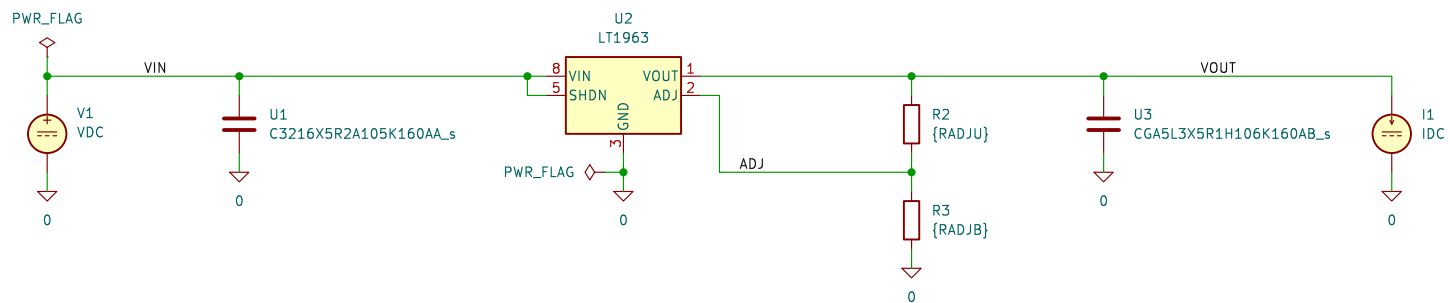 PWR_FLAG
U2
LT1963
VIN
8
VIN
VOUT
1
VOUT
5
SHDN
ADJ
2
GND
3
V1
VDC
U1
C3216X5R2A105K160AA_s
R2
{RADJU}
U3
CGA5L3X5R1H106K160AB_s
I1
IDC
PWR_FLAG
ADJ
0
0
0
0
0
R3
{RADJB}
0